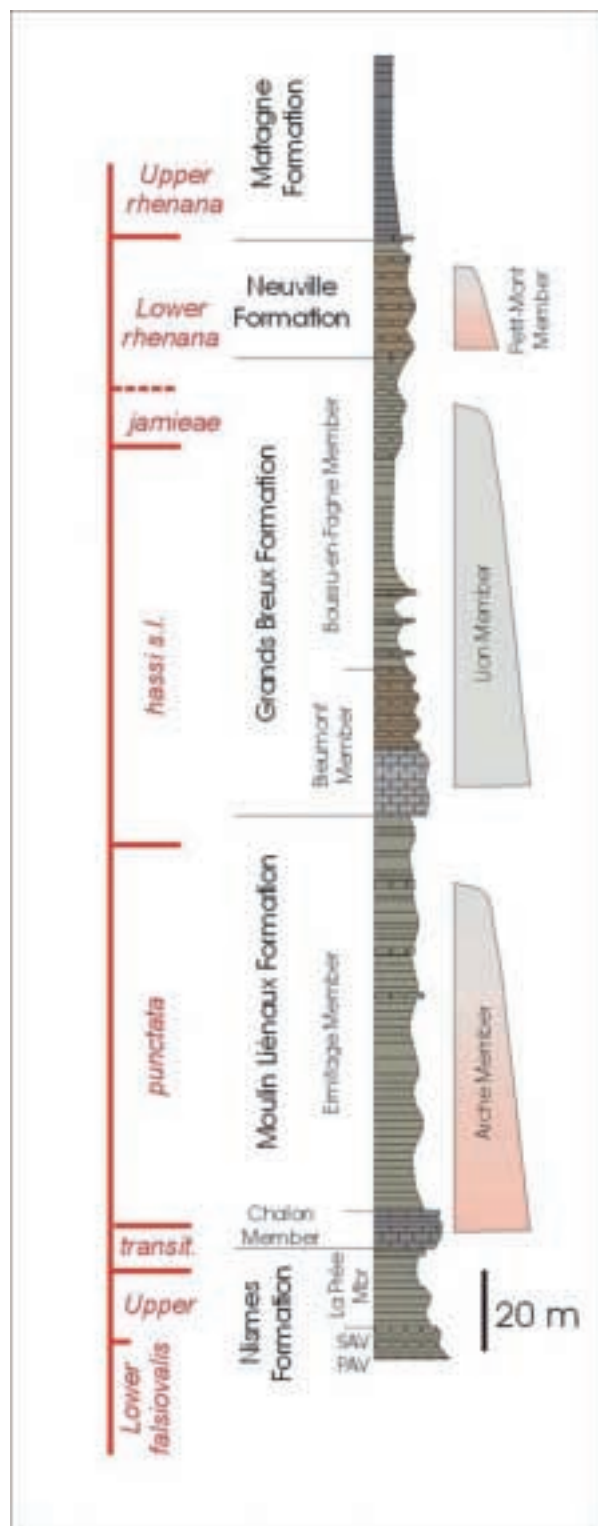 Upper
rhenana
Lower
rhenana
jamieae
hassi s.l.
punctata
transit.
Upper
Lower
falsiovalis
Matagne
Formation
Neuville
Formation
Grands Breux Formation
Boussu-en-Fagne Member
Bieumont
Member
Moulin Liénaux Formation
Ermitage Member
Chalon
Member
Nismes
Formation
La Prée
Mbr
SAV
PAV
Petit-Mont
Member
Lion Member
Arche Member
20 m